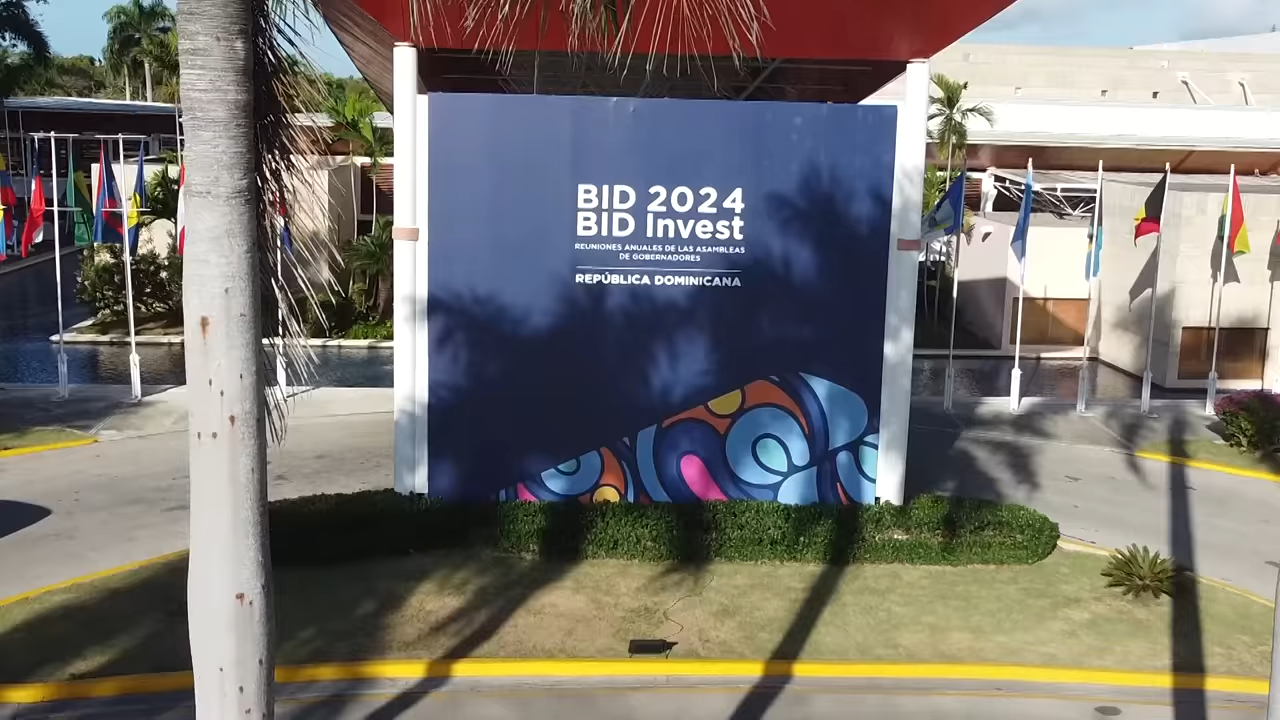 BID 2024
BID Invest
REUNIONES ANUALES DE LAS ASAMBLEAS
DE GOBERNADORES
REPÚBLICA DOMINICANA